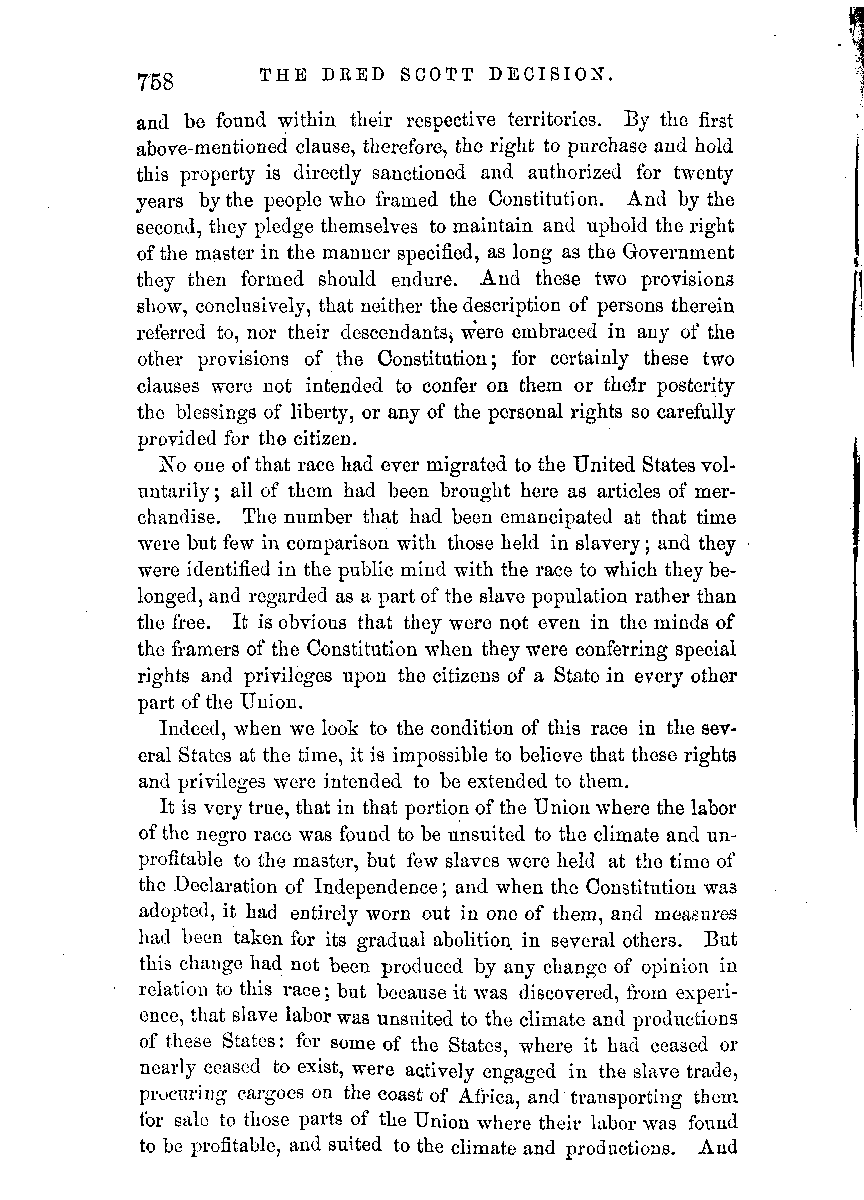 758 THE DRED SCOTT DECISION.
and be found within their respective territories. By the first
above-mentioned clause, therefore, the right to purchase and hold
this property is directly sanctioned and authorized for twenty
years by the people who framed the Constitution. And by the
second, they pledge themselves to maintain and uphold the right
of the master in the manner specified, as long as the Government
they then formed should endure. And these two provisions
show, conclusively, that neither the description of persons therein
referred to, nor their descendants, were embraced in any of the
other provisions of the Constitution; for certainly these two
clauses were not intended to confer on them or their posterity
the blessings of liberty, or any of the personal rights so carefully
provided for the citizen.
No one of that race had ever migrated to the United States vol-
untarily; all of them had been brought here as articles of mer-
chandise. The number that had been emancipated at that time
were but few in comparison with those held in slavery; and they
were identified in the public mind with the race to which they be-
longed, and regarded as a part of the slave population rather than
the free. It is obvious that they were not even in the minds of
the framers of the Constitution when they were conferring special
rights and privileges upon the citizens of a State in every other
part of the Union.
Indeed, when we look to the condition of this race in the sev-
eral States at the time, it is impossible to believe that these rights
and privileges were intended to be extended to them.
It is very true, that in that portion of the Union where the labor
of the negro race was found to be unsuited to the climate and un-
profitable to the master, but few slaves were held at the time of
the Declaration of Independence; and when the Constitution was
adopted, it had entirely worn out in one of them, and measures
had been taken for its gradual abolition in several others. But
this change had not been produced by any change of opinion in
relation to this race; but because it was discovered, from experi-
ence, that slave labor was unsuited to the climate and productions
of these States: for some of the States, where it had ceased or
nearly ceased to exist, were actively engaged in the slave trade,
procuring cargoes on the coast of Africa, and transporting them
for sale to those parts of the Union where their labor was found
to be profitable, and suited to the climate and productions. And